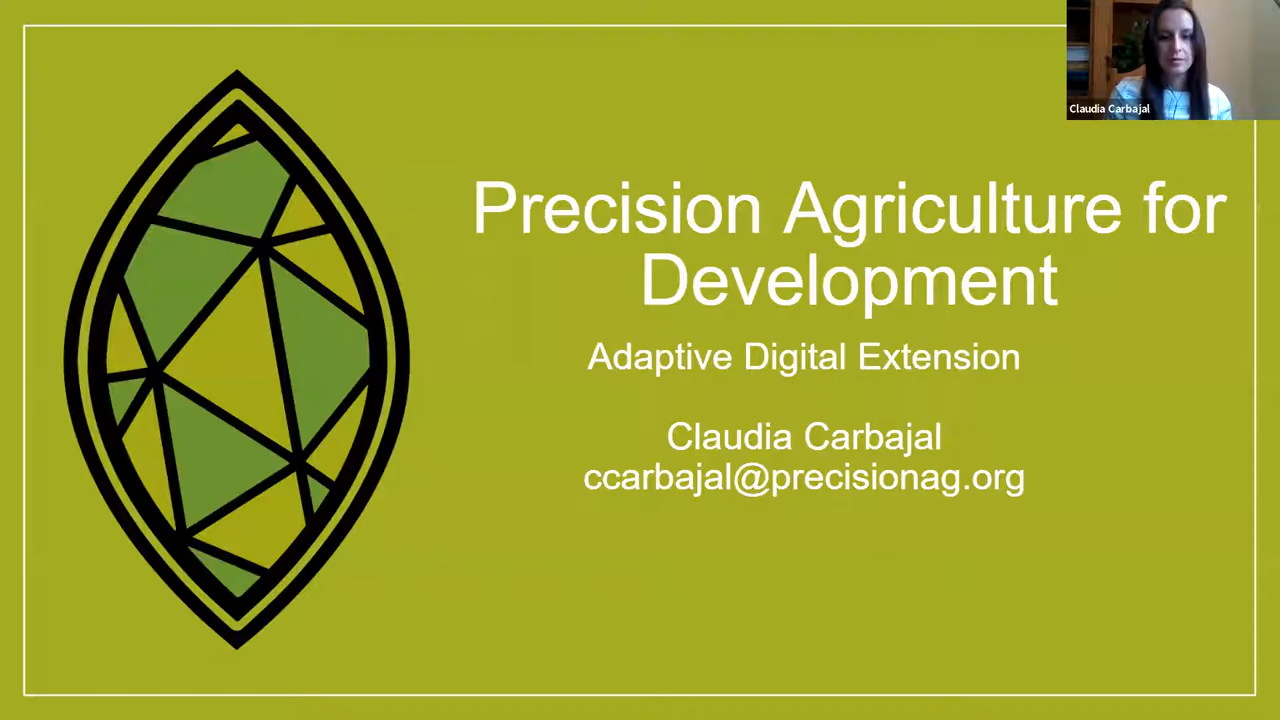 Claudia Carbajal
Precision Agriculture for
Development
Adaptive Digital Extension
Claudia Carbajal
ccarbajal@precisionag.org